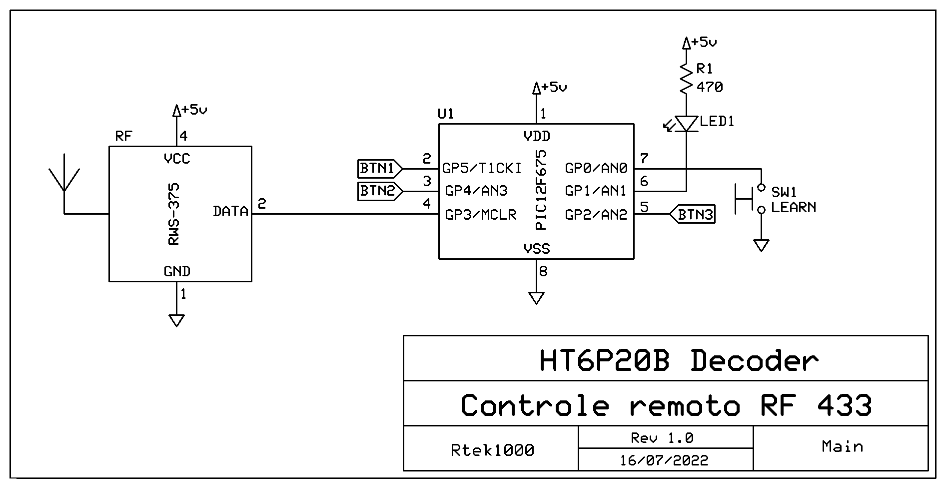 +5v
R1
470
LED1
+5v
U1
1
VDD
+5v
RF
4
VCC
RWS-375
DATA
2
GND
1
BTN1
2
GP5/T1CKI
BTN2
3
GP4/AN3
4
GP3/MCLR
PIC12F675
GP0/AN0
7
GP1/AN1
6
GP2/AN2
5
BTN3
VSS
8
SW1
LEARN
HT6P20B Decoder
Controle remoto RF 433
Rtek1000
Rev 1.0
16/07/2022
Main